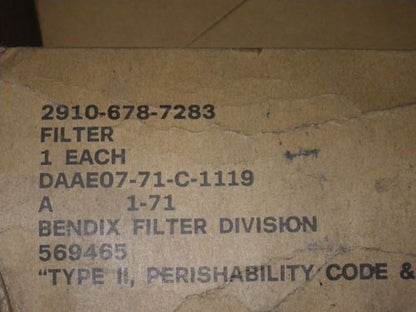 2910-678-7283
FILTER
1 EACH
DAAE07-71-C-1119
A 1-71
BENDIX FILTER DIVISION
569465
"TYPE II, PERISHABILITY CODE &